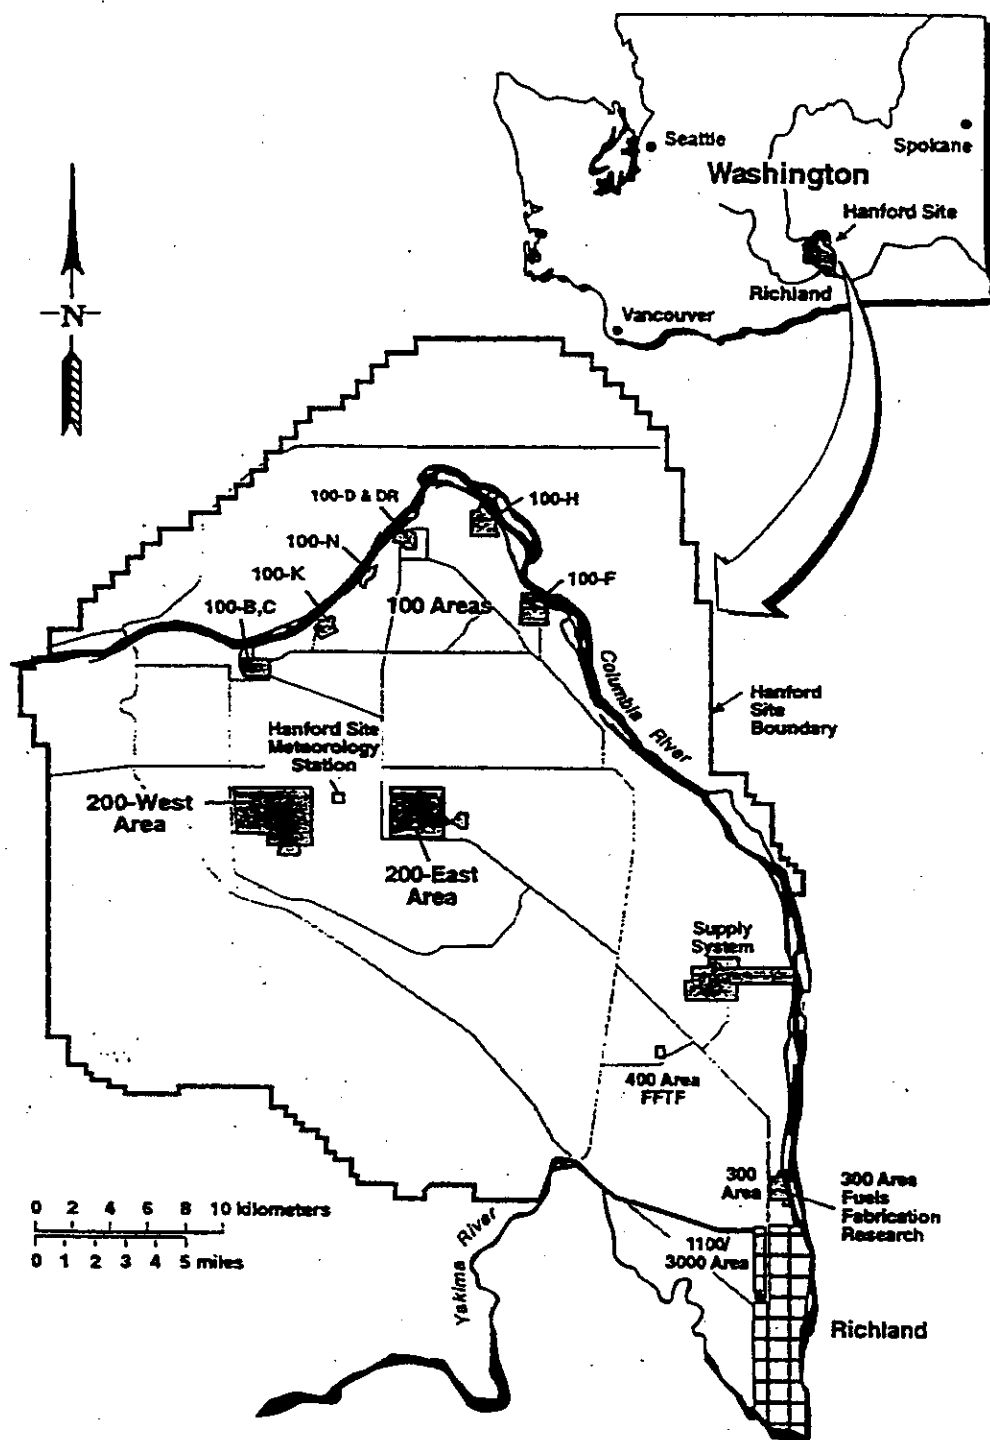 Seattle
Spokane
Washington
Hanford Site
Richland
Vancouver
N
100-D & DR
100-H
100-N
100-K
100-F
100-B,C
100 Areas
Columbia River
Hanford
Site
Boundary
Hanford Site
Meteorology
Station
200-West
Area
200-East
Area
Supply
System
400 Area
FFTF
300
Area
300 Area
Fuels
Fabrication
Research
0 2 4 6 8 10 kilometers
0 1 2 3 4 5 miles
Yakima River
1100/
3000 Area
Richland